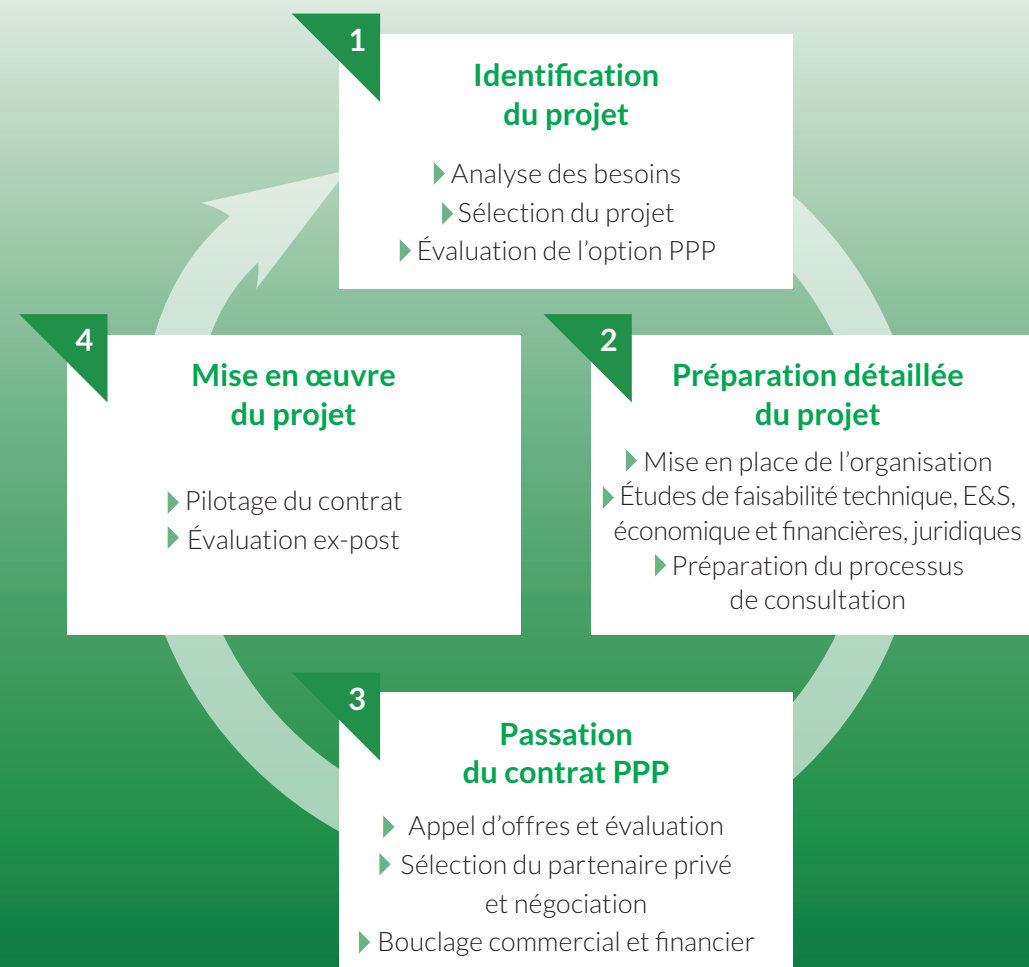 1
Identification
du projet
Analyse des besoins
Sélection du projet
Évaluation de l’option PPP
2
Préparation détaillée
du projet
Mise en place de l’organisation
Études de faisabilité technique, E&S,
économique et financières, juridiques
Préparation du processus
de consultation
3
Passation
du contrat PPP
Appel d’offres et évaluation
Sélection du partenaire privé
et négociation
Bouclage commercial et financier
4
Mise en œuvre
du projet
Pilotage du contrat
Évaluation ex-post